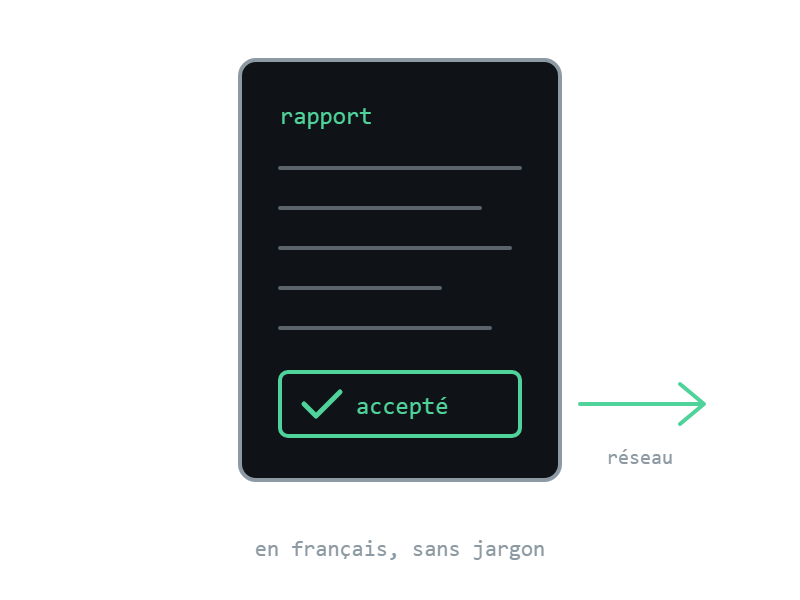 rapport
accepté
réseau
en français, sans jargon